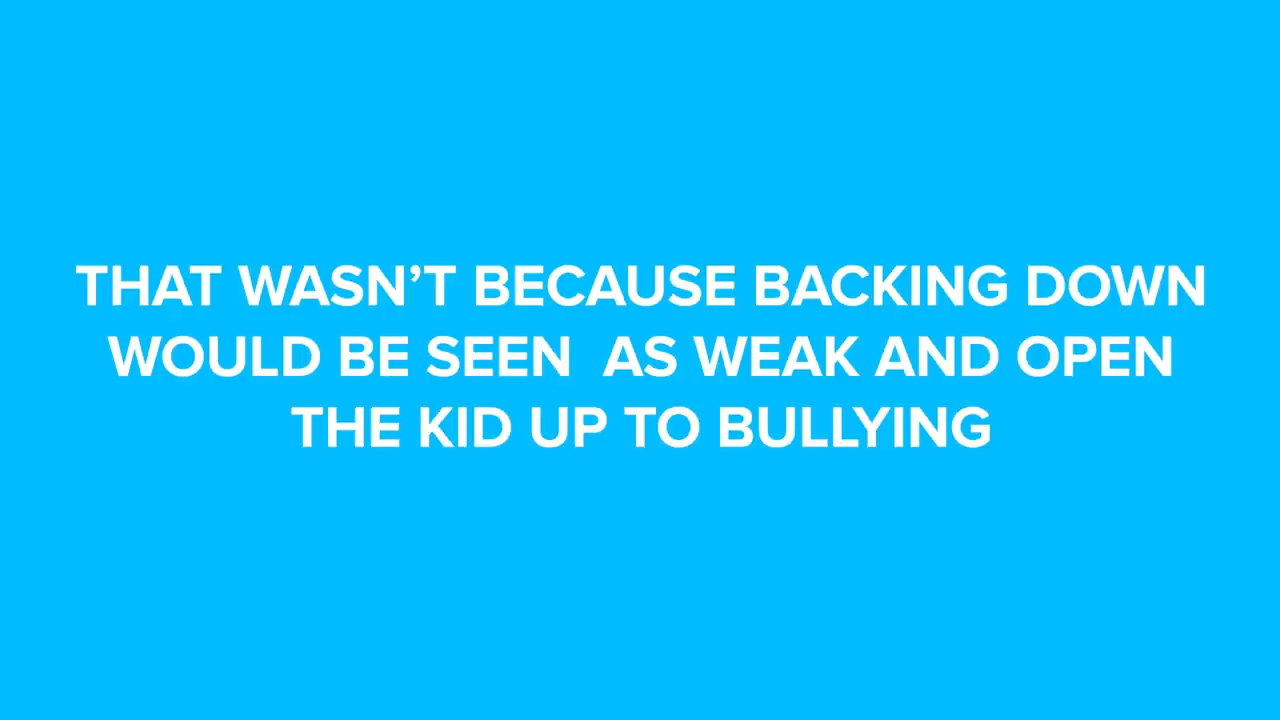 THAT WASN’T BECAUSE BACKING DOWN
WOULD BE SEEN  AS WEAK AND OPEN
THE KID UP TO BULLYING